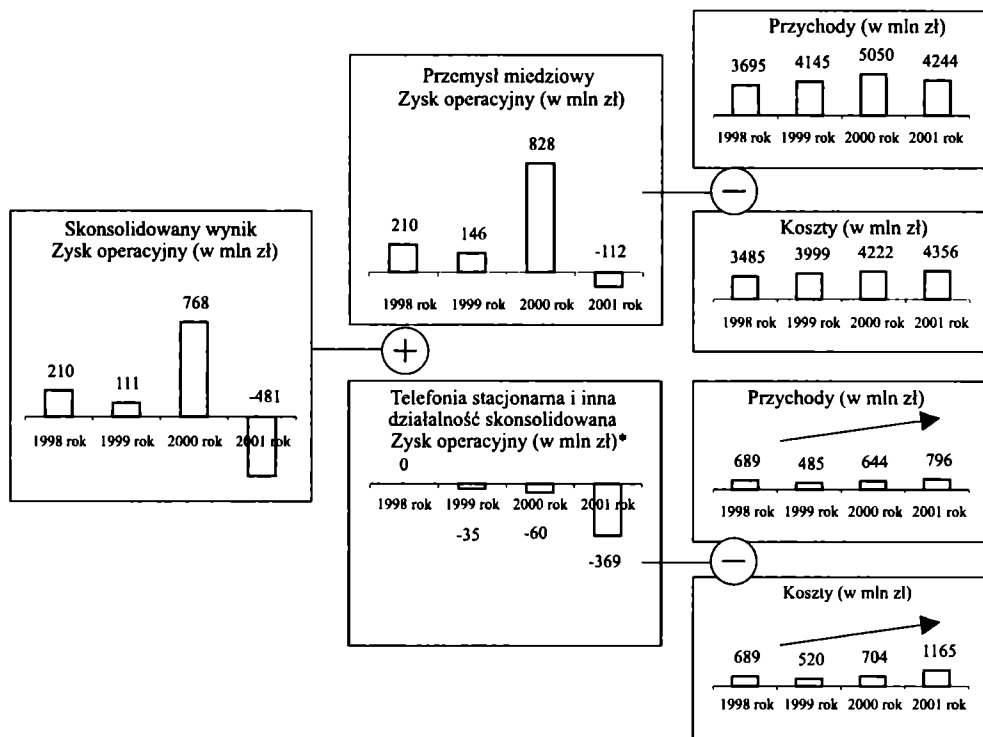 Skonsolidowany wynik
Zysk operacyjny (w mln zł)
768
210
111
-481
1998 rok 1999 rok 2000 rok 2001 rok
+
Przemysł miedziowy
Zysk operacyjny (w mln zł)
828
210
146
-112
1998 rok 1999 rok 2000 rok 2001 rok
Telefonia stacjonarna i inna
działalność skonsolidowana
Zysk operacyjny (w mln zł)*
0
1998 rok 1999 rok 2000 rok 2001 rok
-35 -60
-369
Przychody (w mln zł)
3695 4145 5050 4244
1998 rok 1999 rok 2000 rok 2001 rok
−
Koszty (w mln zł)
3485 3999 4222 4356
1998 rok 1999 rok 2000 rok 2001 rok
Przychody (w mln zł)
689 485 644 796
1998 rok 1999 rok 2000 rok 2001 rok
−
Koszty (w mln zł)
689 520 704 1165
1998 rok 1999 rok 2000 rok 2001 rok